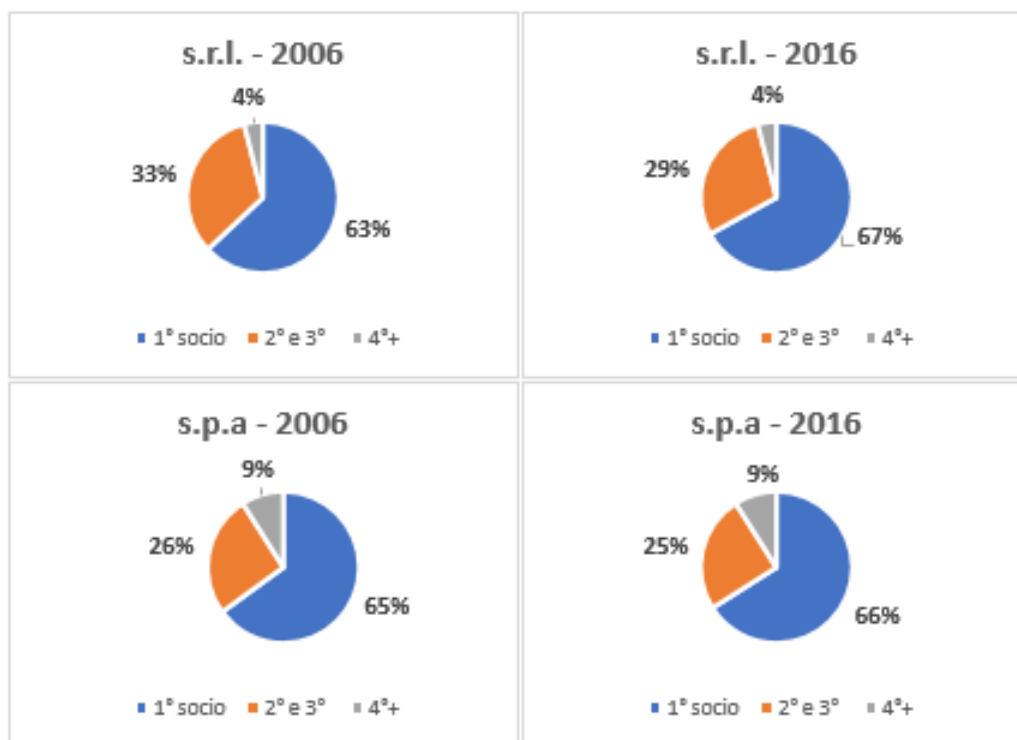 s.r.l. - 2006
4%
33%
63%
1° socio 2° e 3° 4°+
s.r.l. - 2016
4%
29%
67%
1° socio 2° e 3° 4°+
s.p.a - 2006
9%
26%
65%
1° socio 2° e 3° 4°+
s.p.a - 2016
9%
25%
66%
1° socio 2° e 3° 4°+